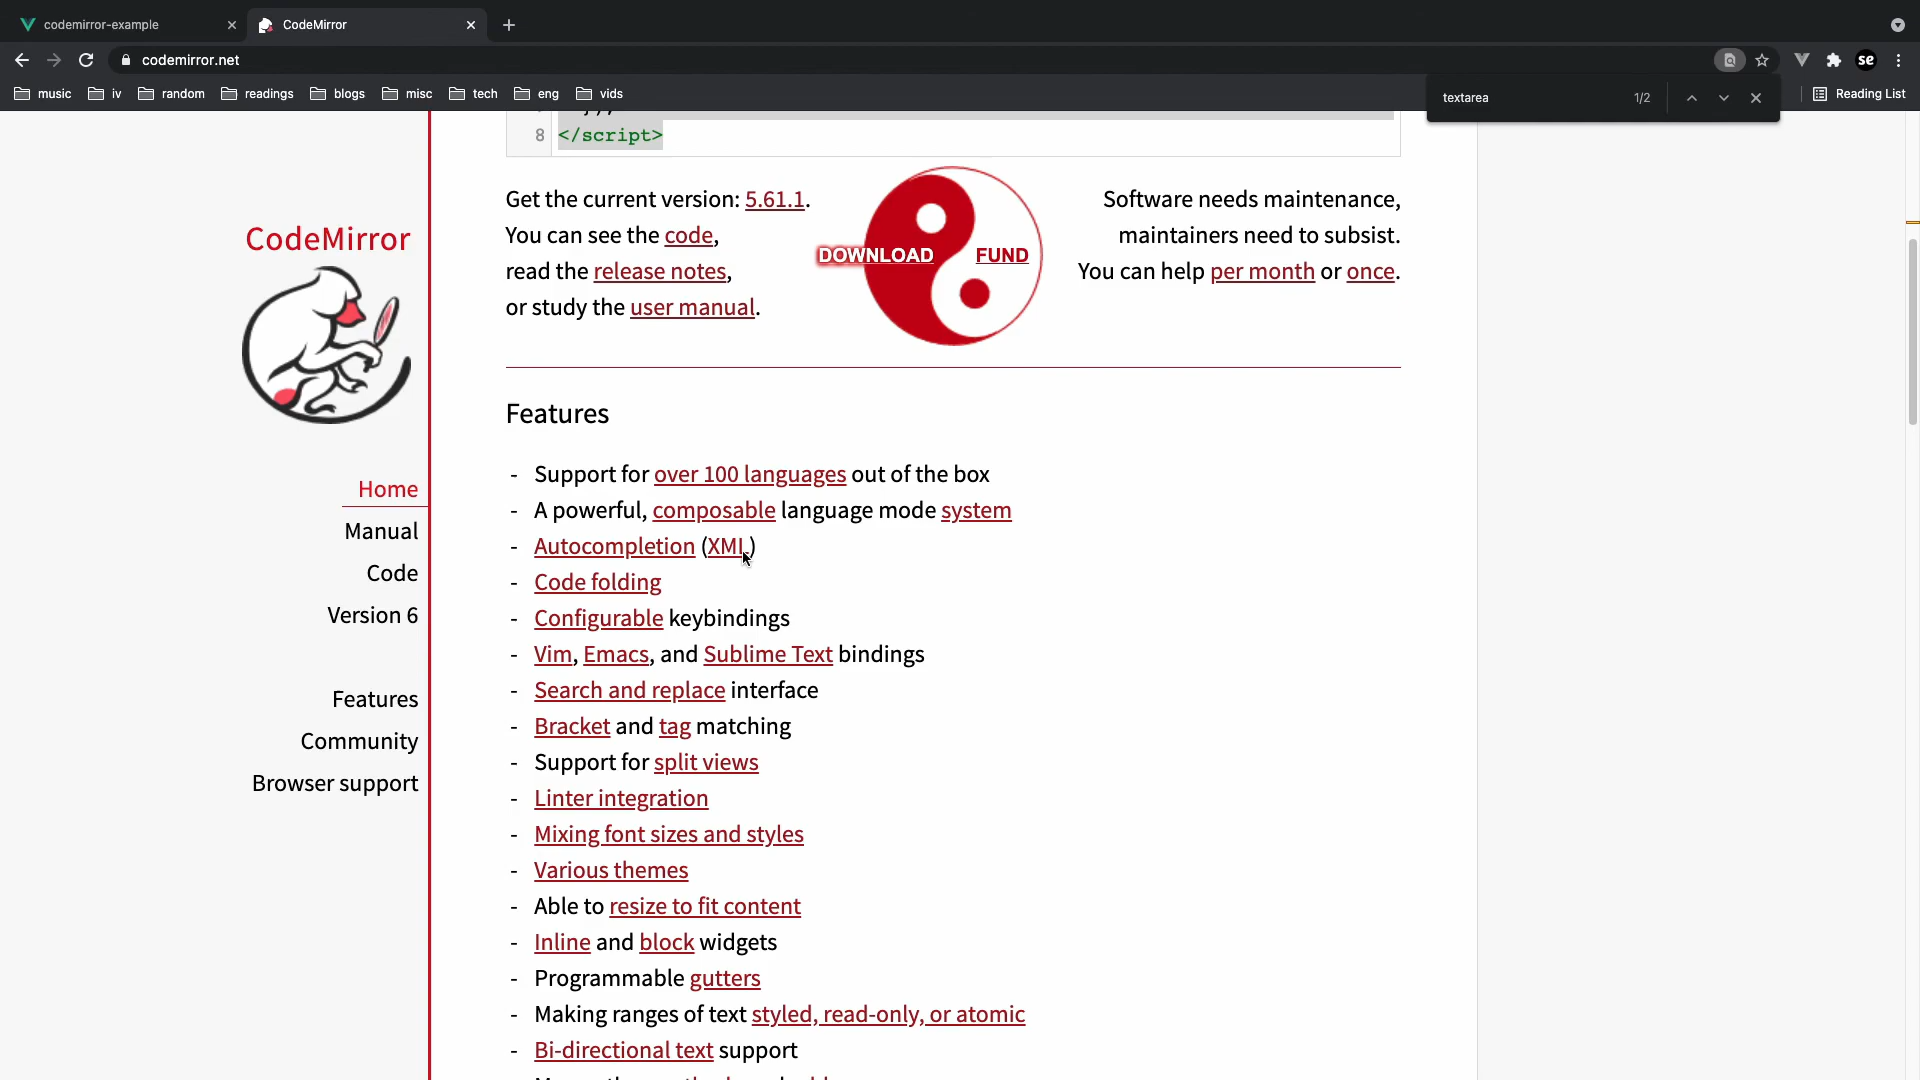 codemirror-example
CodeMirror
codemirror.net
se
music
iv
random
readings
blogs
misc
tech
eng
vids
textarea
1/2
Reading List
8 </script>
CodeMirror
Home
Manual
Code
Version 6
Features
Community
Browser support
Get the current version: 5.61.1.
You can see the code,
read the release notes,
or study the user manual.
DOWNLOAD
FUND
Software needs maintenance,
maintainers need to subsist.
You can help per month or once.
Features
- Support for over 100 languages out of the box
- A powerful, composable language mode system
- Autocompletion (XML)
- Code folding
- Configurable keybindings
- Vim, Emacs, and Sublime Text bindings
- Search and replace interface
- Bracket and tag matching
- Support for split views
- Linter integration
- Mixing font sizes and styles
- Various themes
- Able to resize to fit content
- Inline and block widgets
- Programmable gutters
- Making ranges of text styled, read-only, or atomic
- Bi-directional text support